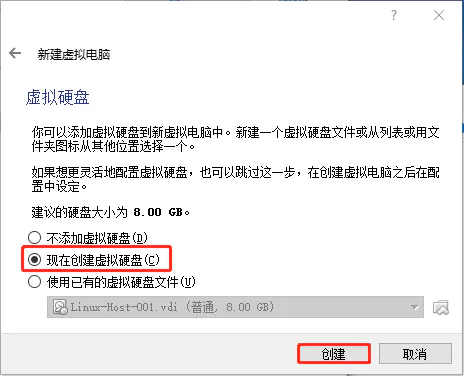 新建虚拟电脑
虚拟硬盘
你可以添加虚拟硬盘到新虚拟电脑中。新建一个虚拟硬盘文件或从列表或用文
件夹图标从其他位置选择一个。
如果想更灵活地配置虚拟硬盘，也可以跳过这一步，在创建虚拟电脑之后在配
置中设定。
建议的硬盘大小为 8.00 GB。
不添加虚拟硬盘(D)
现在创建虚拟硬盘(C)
使用已有的虚拟硬盘文件(U)
Linux-Host-001.vdi (普通, 8.00 GB)
创建 取消